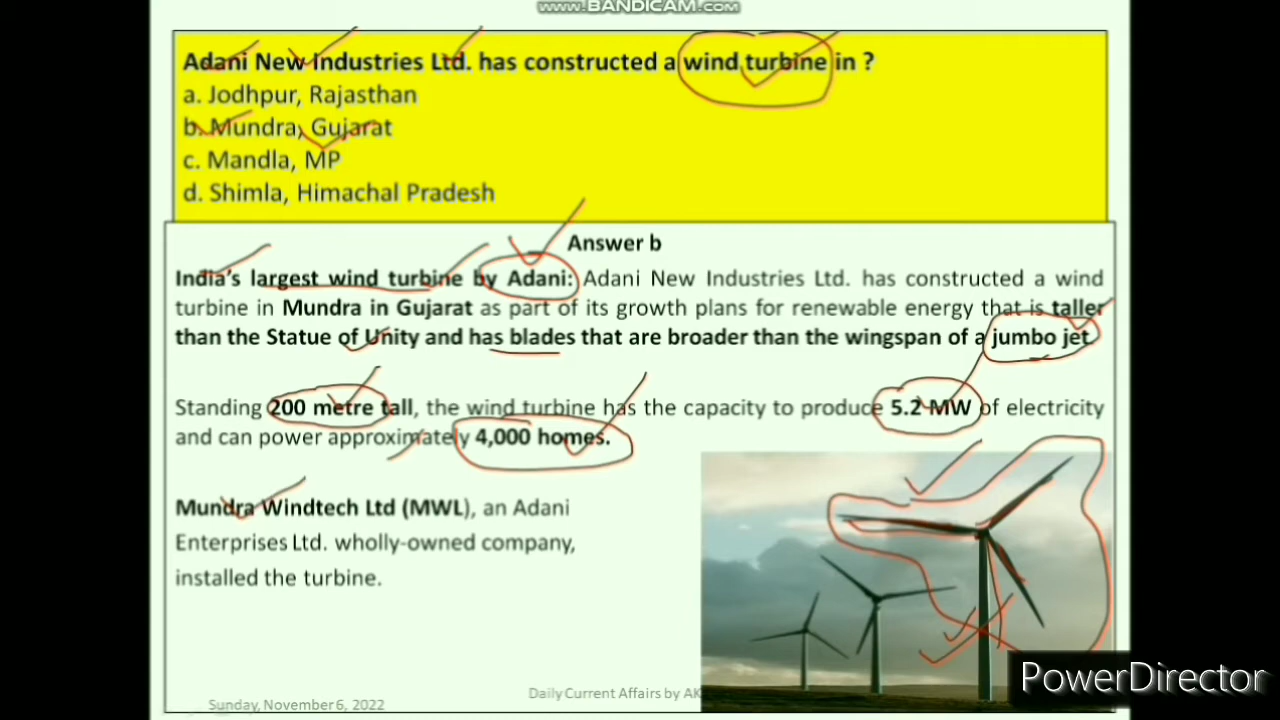 www.BANDICAM.com
Adani New Industries Ltd. has constructed a wind turbine in ?
a. Jodhpur, Rajasthan
b. Mundra, Gujarat
c. Mandla, MP
d. Shimla, Himachal Pradesh
Answer b
India's largest wind turbine by Adani: Adani New Industries Ltd. has constructed a wind
turbine in Mundra in Gujarat as part of its growth plans for renewable energy that is taller
than the Statue of Unity and has blades that are broader than the wingspan of a jumbo jet.
Standing 200 metre tall, the wind turbine has the capacity to produce 5.2 MW of electricity
and can power approximately 4,000 homes.
Mundra Windtech Ltd (MWL), an Adani
Enterprises Ltd. wholly-owned company,
installed the turbine.
Sunday, November 6, 2022
Daily Current Affairs by AK
PowerDirector